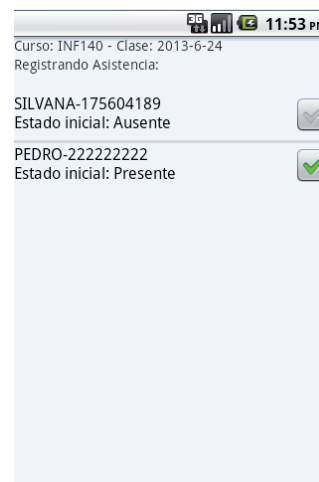 3G 11:53 PM
Curso: INF140 - Clase: 2013-6-24
Registrando Asistencia:
SILVANA-175604189
Estado inicial: Ausente
PEDRO-222222222
Estado inicial: Presente